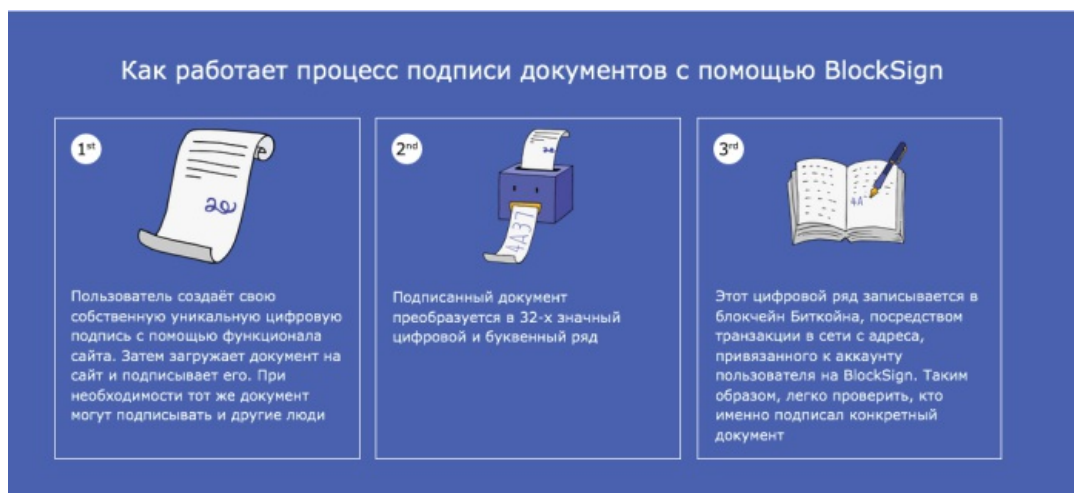 Как работает процесс подписи документов с помощью BlockSign
1st
Пользователь создаёт свою
собственную уникальную цифровую
подпись с помощью функционала
сайта. Затем загружает документ на
сайт и подписывает его. При
необходимости тот же документ
могут подписывать и другие люди
2nd
4A37
Подписанный документ
преобразуется в 32-х значный
цифровой и буквенный ряд
3rd
4A
Этот цифровой ряд записывается в
блокчейн Биткойна, посредством
транзакции в сети с адреса,
привязанного к аккаунту
пользователя на BlockSign. Таким
образом, легко проверить, кто
именно подписал конкретный
документ